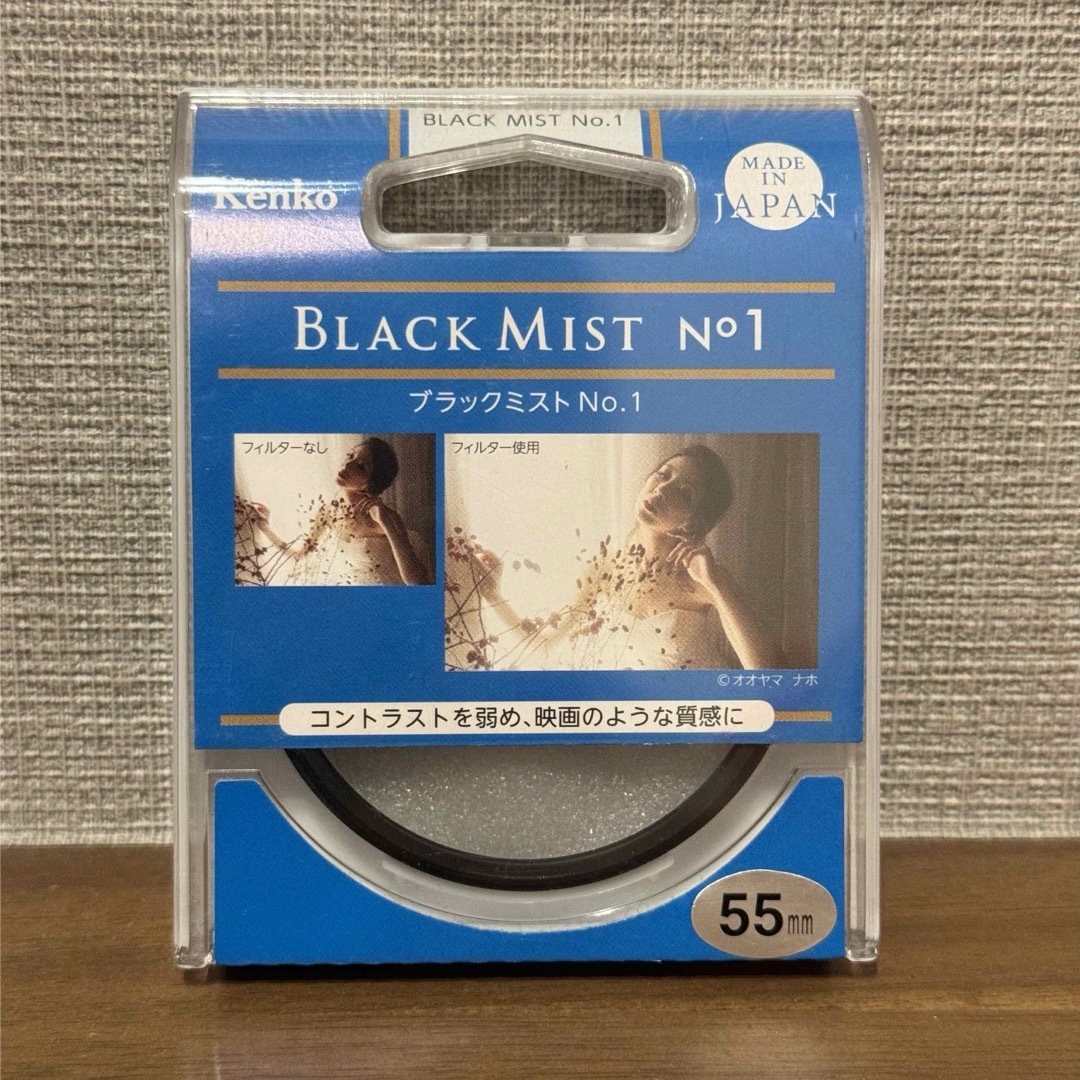 BLACK MIST No.1
Kenko
MADE
IN
JAPAN
BLACK MIST No1
ブラックミスト No.1
フィルターなし
フィルター使用
© オオヤマ ナホ
コントラストを弱め、映画のような質感に
55mm